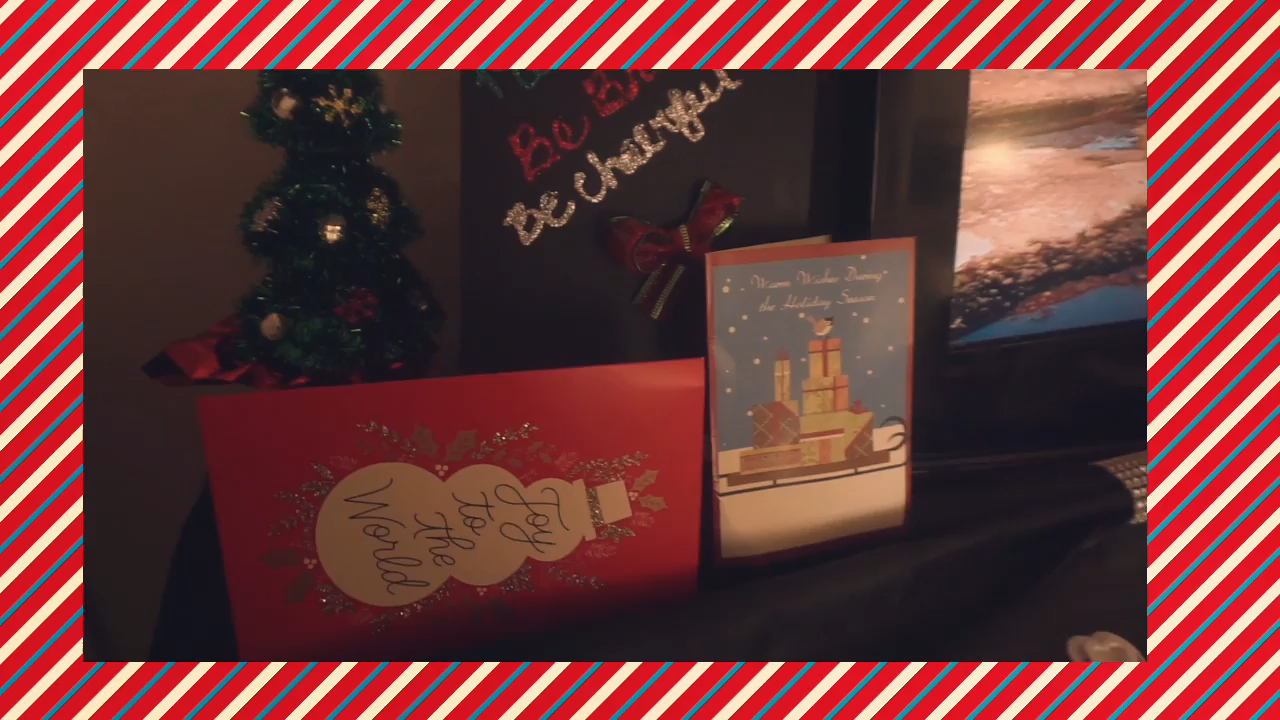 Be
Be cheerful
Warm Wishes During
the Holiday Season
Joy
to the
World